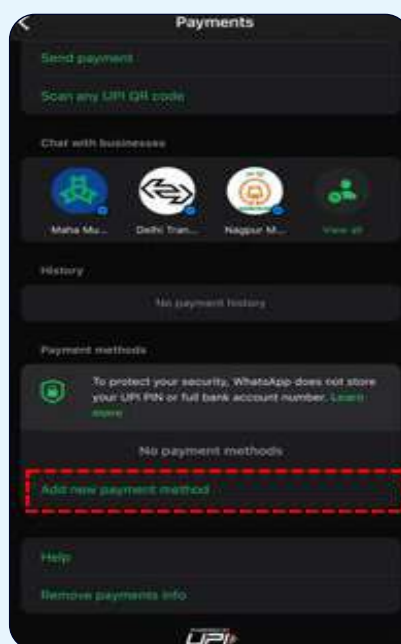 Payments
Send payment
Scan any UPI QR code
Chat with businesses
Maha Mu... Delhi Tran... Nagpur M... View all
History
No payment history
Payment methods
To protect your security, WhatsApp does not store
your UPI PIN or full bank account number. Learn
more
No payment methods
Add new payment method
Help
Remove payments info
POWERED BY
UPI